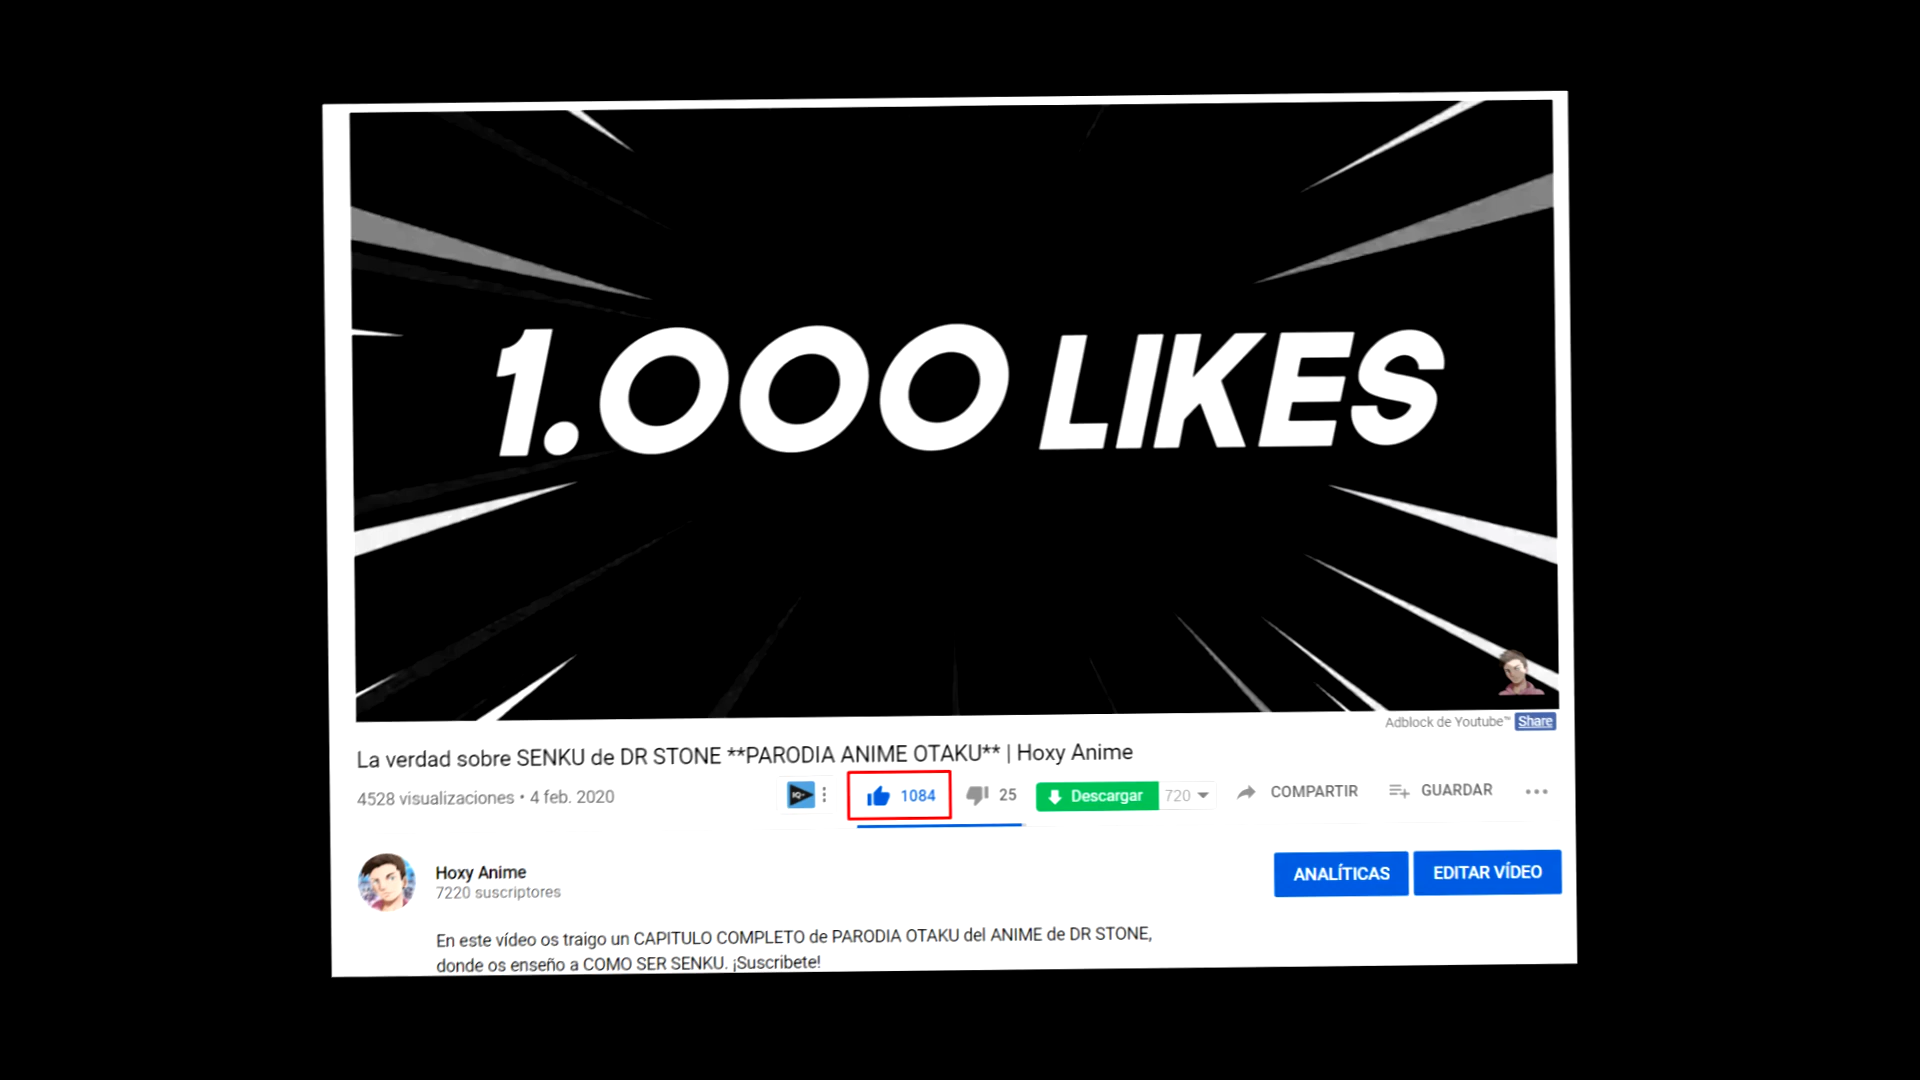 1.000 LIKES
Adblock de Youtube™ Share
La verdad sobre SENKU de DR STONE **PARODIA ANIME OTAKU** | Hoxy Anime
4528 visualizaciones • 4 feb. 2020
1084 25 Descargar 720 COMPARTIR GUARDAR
Hoxy Anime
7220 suscriptores
ANALÍTICAS EDITAR VÍDEO
En este vídeo os traigo un CAPITULO COMPLETO de PARODIA OTAKU del ANIME de DR STONE,
donde os enseño a COMO SER SENKU. ¡Suscribete!